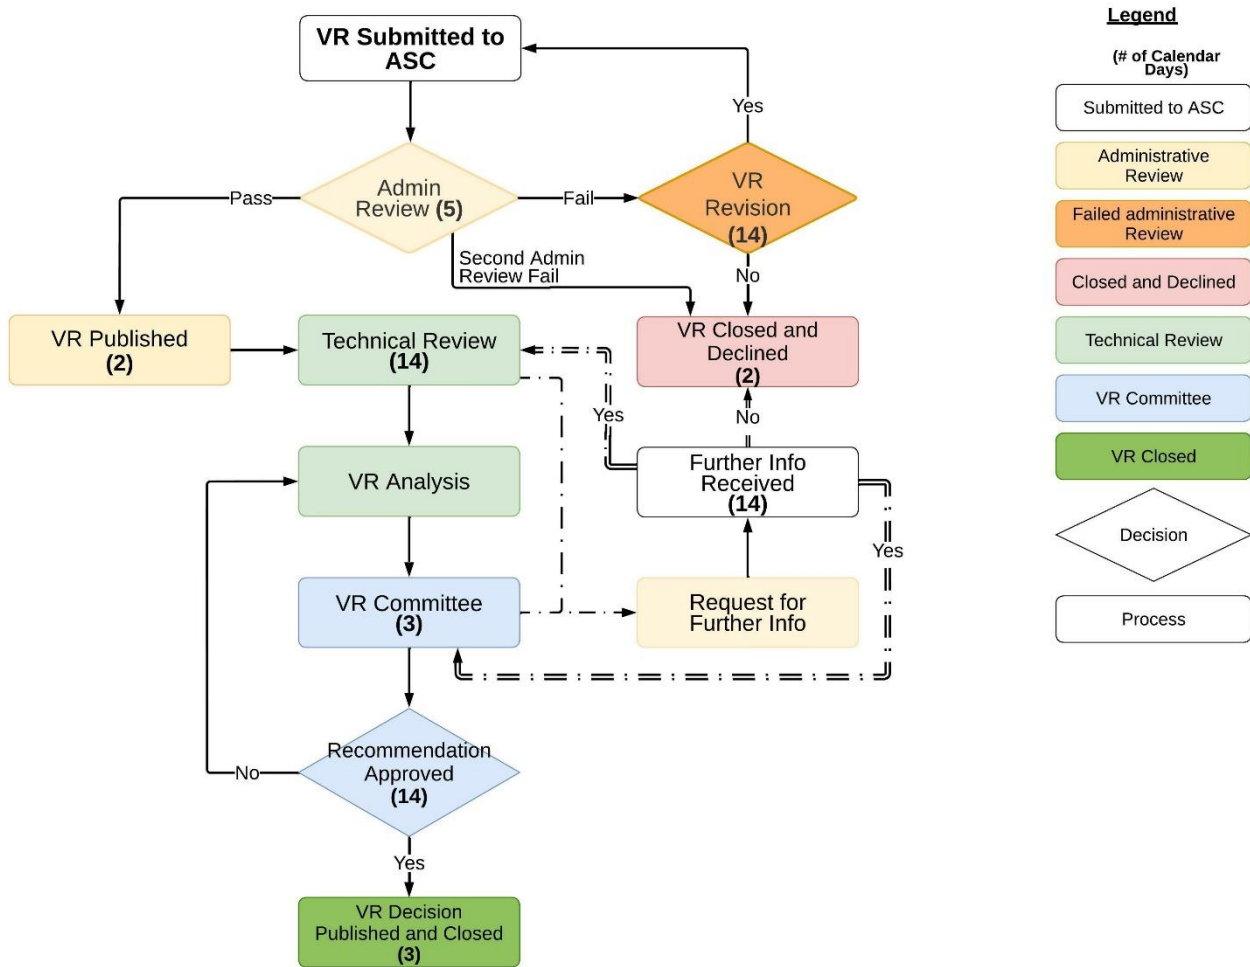 VR Submitted to
ASC
Yes
Admin
Review (5)
Pass
Fail
VR
Revision
(14)
Second Admin
Review Fail
No
VR Published
(2)
Technical Review
(14)
VR Closed and
Declined
(2)
Yes
No
VR Analysis
Further Info
Received
(14)
Yes
VR Committee
(3)
Request for
Further Info
Recommendation
Approved
(14)
No
Yes
VR Decision
Published and Closed
(3)
Legend
(# of Calendar
Days)
Submitted to ASC
Administrative
Review
Failed administrative
Review
Closed and Declined
Technical Review
VR Committee
VR Closed
Decision
Process